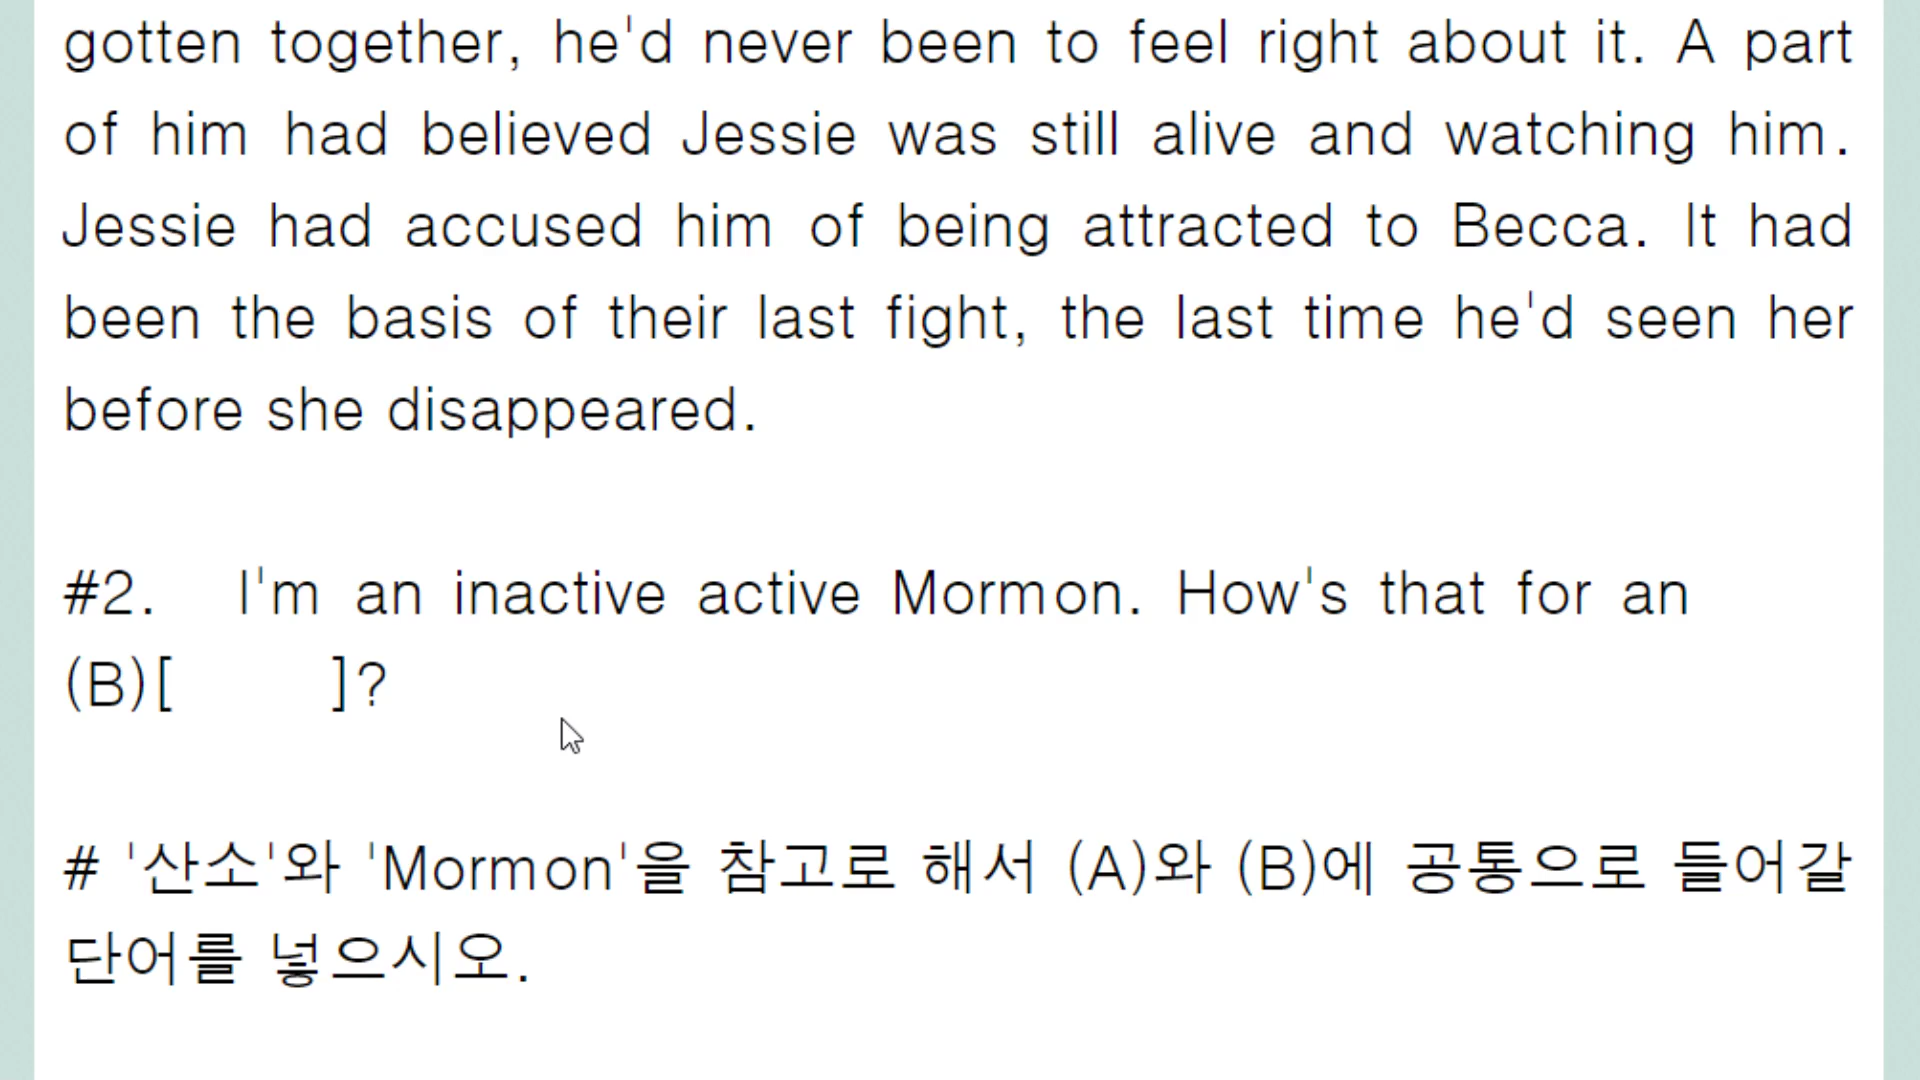 gotten together, he'd never been to feel right about it. A part
of him had believed Jessie was still alive and watching him.
Jessie had accused him of being attracted to Becca. It had
been the basis of their last fight, the last time he'd seen her
before she disappeared.
#2. I'm an inactive active Mormon. How's that for an
(B)[ ]?
# '산소'와 'Mormon'을 참고로 해서 (A)와 (B)에 공통으로 들어갈
단어를 넣으시오.